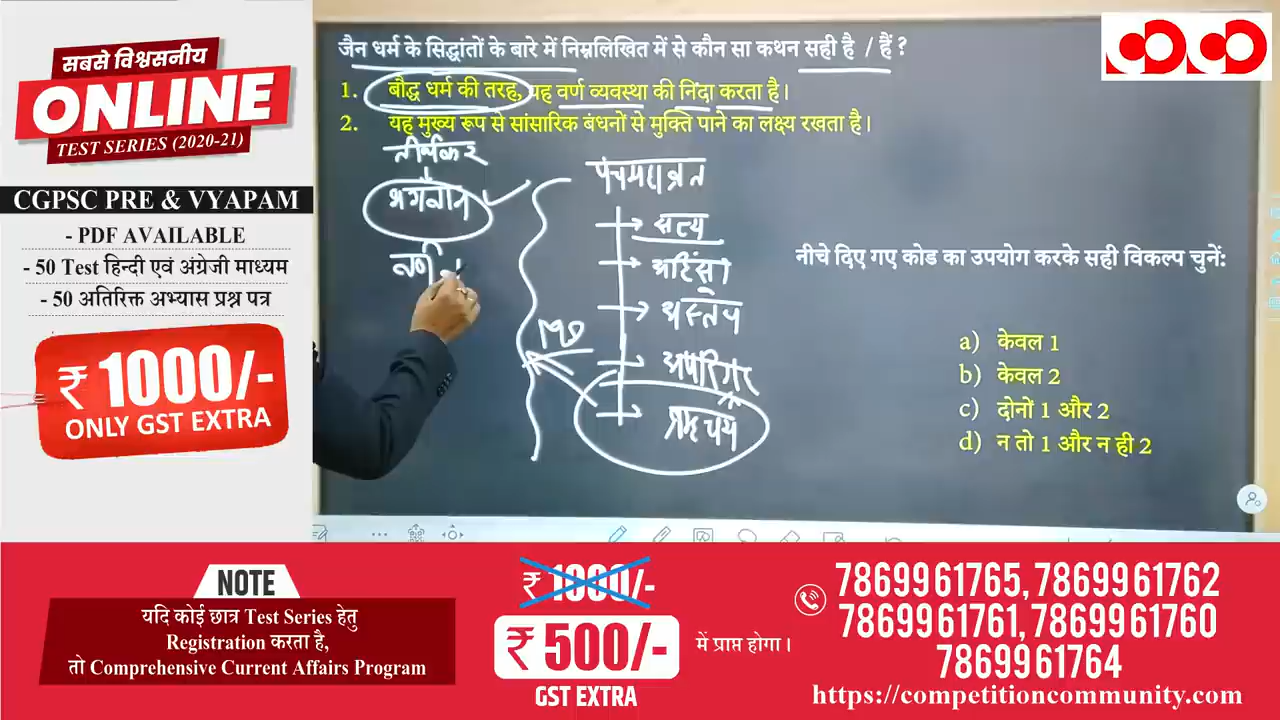 सबसे विश्वसनीय
ONLINE
TEST SERIES (2020-21)
CGPSC PRE & VYAPAM
- PDF AVAILABLE
- 50 Test हिन्दी एवं अंग्रेजी माध्यम
- 50 अतिरिक्त अभ्यास प्रश्न पत्र
₹ 1000/-
ONLY GST EXTRA
जैन धर्म के सिद्धांतों के बारे में निम्नलिखित में से कौन सा कथन सही है / हैं ?
1. बौद्ध धर्म की तरह, यह वर्ण व्यवस्था की निंदा करता है।
2. यह मुख्य रूप से सांसारिक बंधनों से मुक्ति पाने का लक्ष्य रखता है।
तीर्थकर
भगवान
वर्ण
पंचमहाव्रत
सत्य
अहिंसा
अस्तेय
अपरिग्रह
ब्रह्मचर्य
नीचे दिए गए कोड का उपयोग करके सही विकल्प चुनें:
a) केवल 1
b) केवल 2
c) दोनों 1 और 2
d) न तो 1 और न ही 2
NOTE
यदि कोई छात्र Test Series हेतु
Registration करता है,
तो Comprehensive Current Affairs Program
₹ 1000/-
₹ 500/-
GST EXTRA
में प्राप्त होगा।
7869961765, 7869961762
7869961761, 7869961760
7869961764
https://competitioncommunity.com